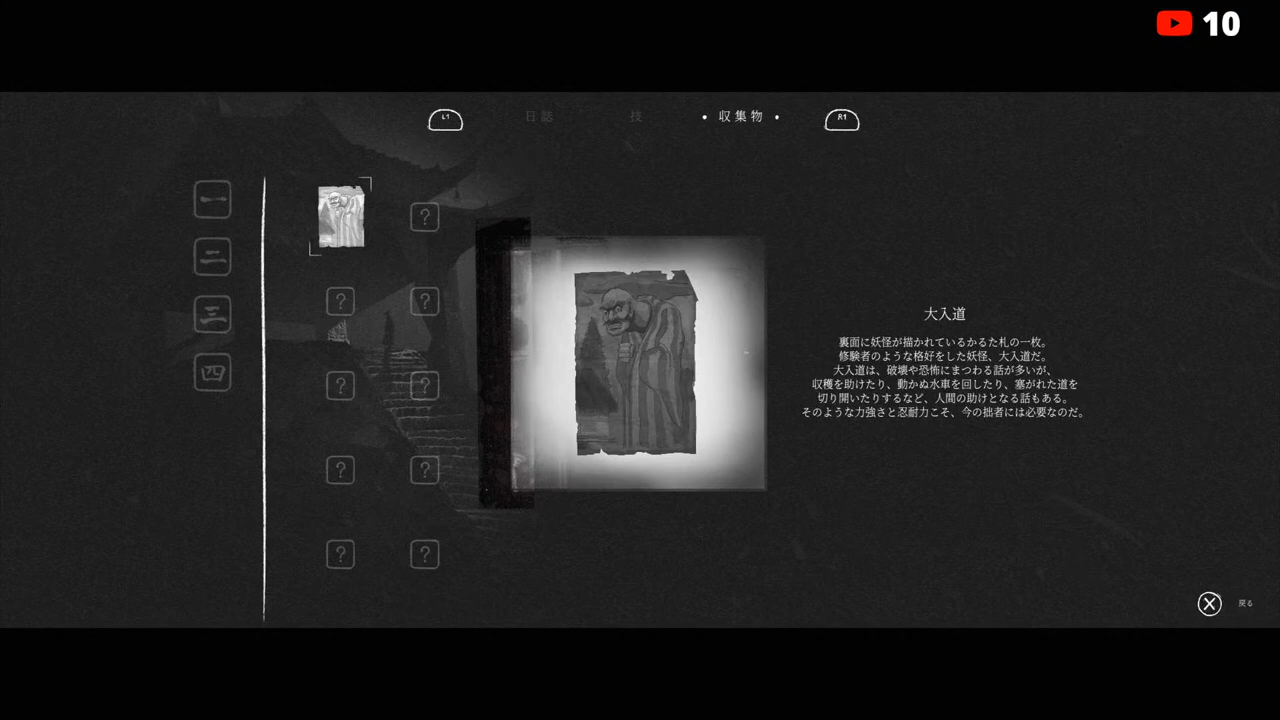 10
L1
日誌
技
• 収集物 •
R1
一
二
三
四
?
?
?
?
?
?
?
?
?
大入道
裏面に妖怪が描かれているかるた札の一枚。
修験者のような格好をした妖怪、大入道だ。
大入道は、破壊や恐怖にまつわる話が多いが、
収穫を助けたり、動かぬ水車を回したり、塞がれた道を
切り開いたりするなど、人間の助けとなる話もある。
そのような力強さと忍耐力こそ、今の拙者には必要なのだ。
戻る